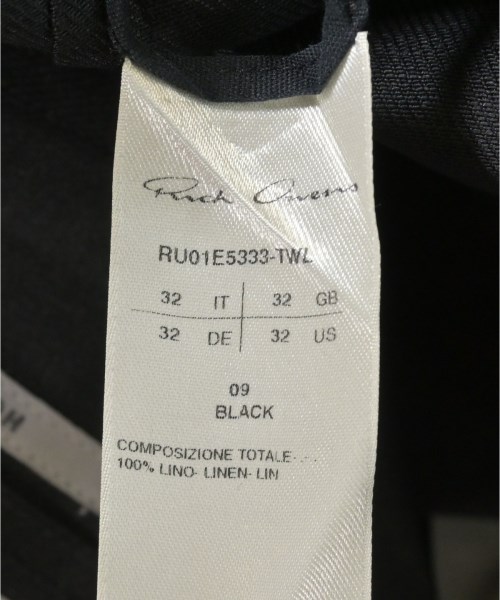 Rick Owens
RU01E5333-TWL
32 IT 32 GB
32 DE 32 US
09
BLACK
COMPOSIZIONE TOTALE-
100% LINO- LINEN- LIN